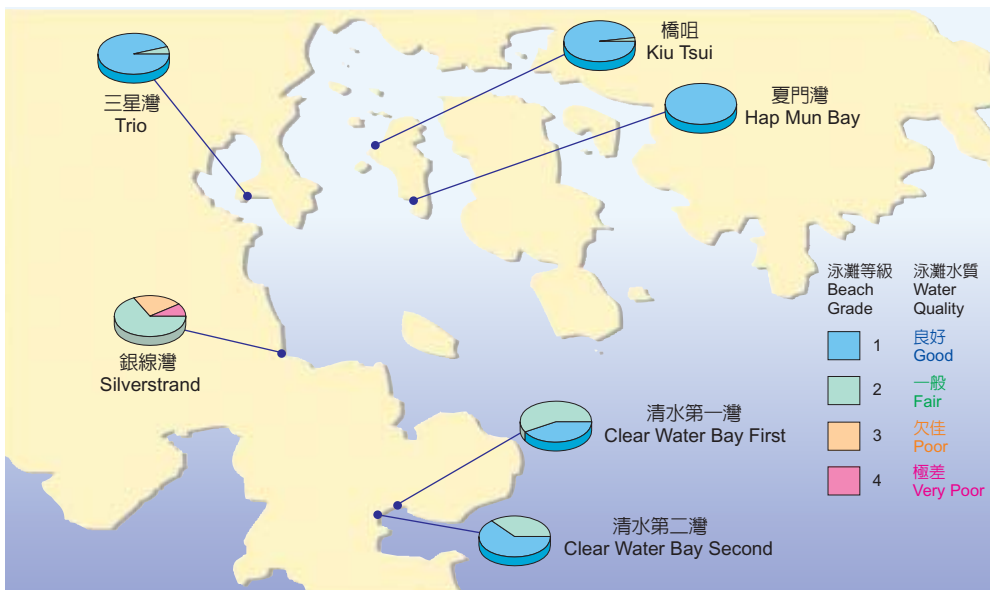 橋咀
Kiu Tsui
三星灣
Trio
夏門灣
Hap Mun Bay
銀線灣
Silverstrand
清水第一灣
Clear Water Bay First
清水第二灣
Clear Water Bay Second
泳灘等級 泳灘水質
Beach Water
Grade Quality
1 良好
Good
2 一般
Fair
3 欠佳
Poor
4 極差
Very Poor